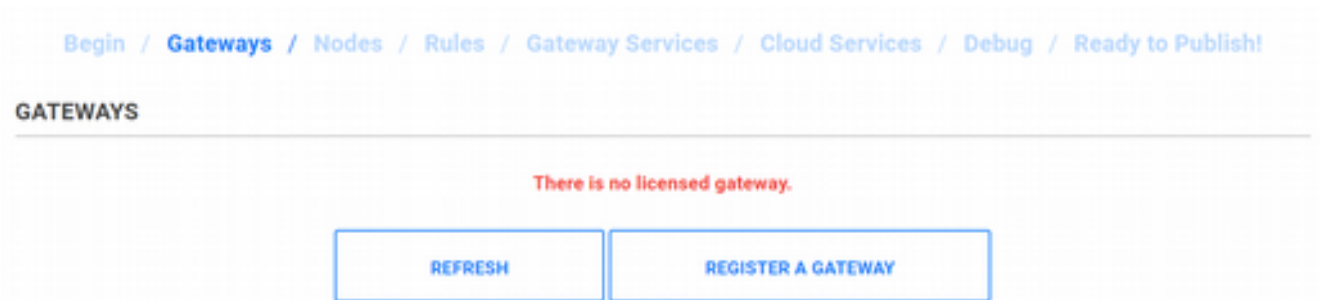 Begin / Gateways / Nodes / Rules / Gateway Services / Cloud Services / Debug / Ready to Publish!
GATEWAYS
There is no licensed gateway.
REFRESH REGISTER A GATEWAY